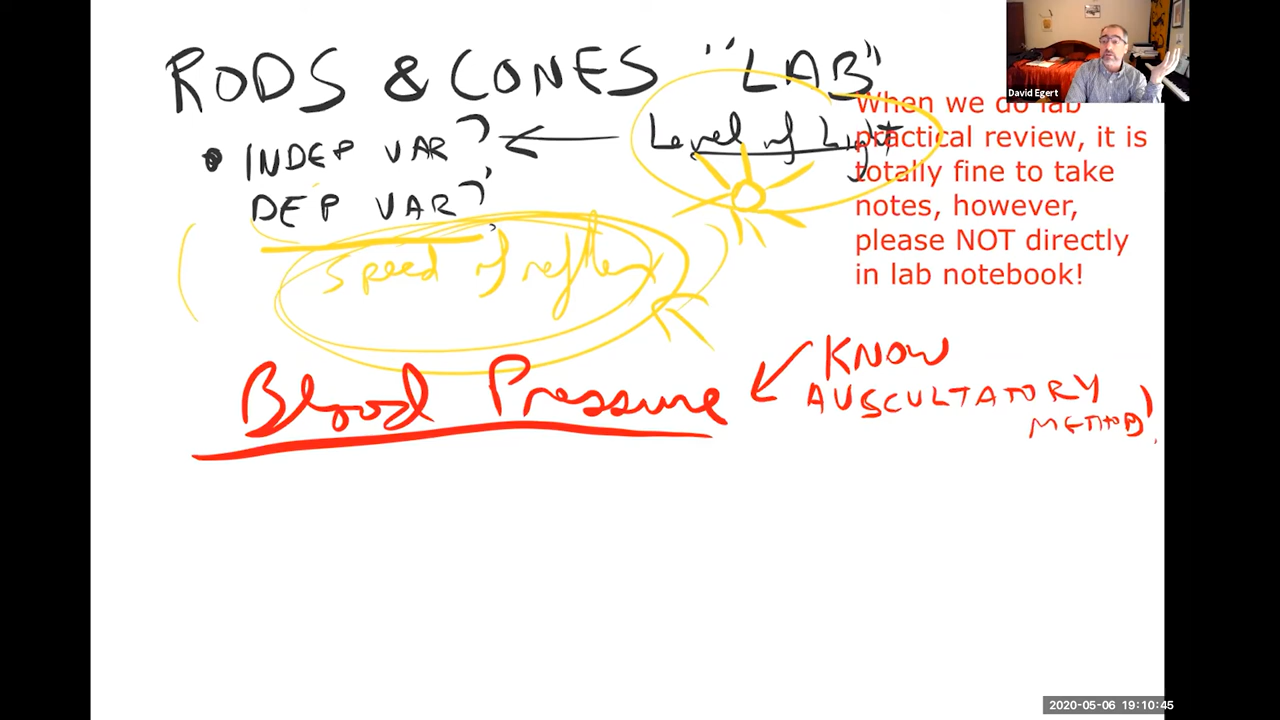 RODS & CONES "LAB"
David Egert
• INDEP VAR?
Level of Light
DEP VAR?
Speed of reflex
When we do lab
practical review, it is
totally fine to take
notes, however,
please NOT directly
in lab notebook!
Blood Pressure
KNOW
AUSCULTATORY
METHOD!
2020-05-06 19:10:45